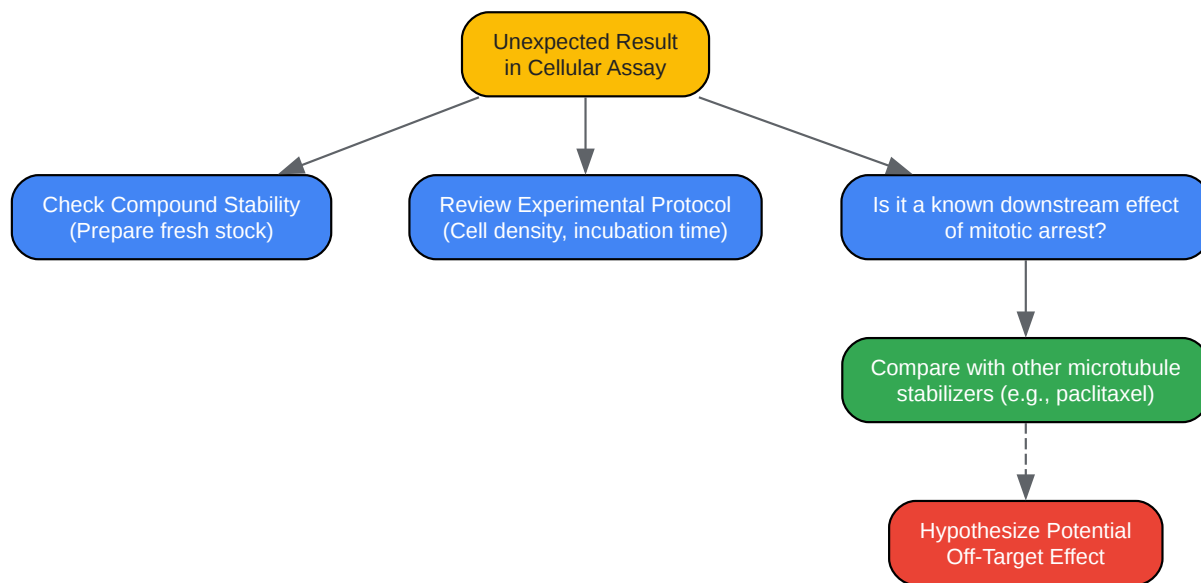 Unexpected Result
in Cellular Assay
Check Compound Stability
(Prepare fresh stock)
Review Experimental Protocol
(Cell density, incubation time)
Is it a known downstream effect
of mitotic arrest?
Compare with other microtubule
stabilizers (e.g., paclitaxel)
Hypothesize Potential
Off-Target Effect